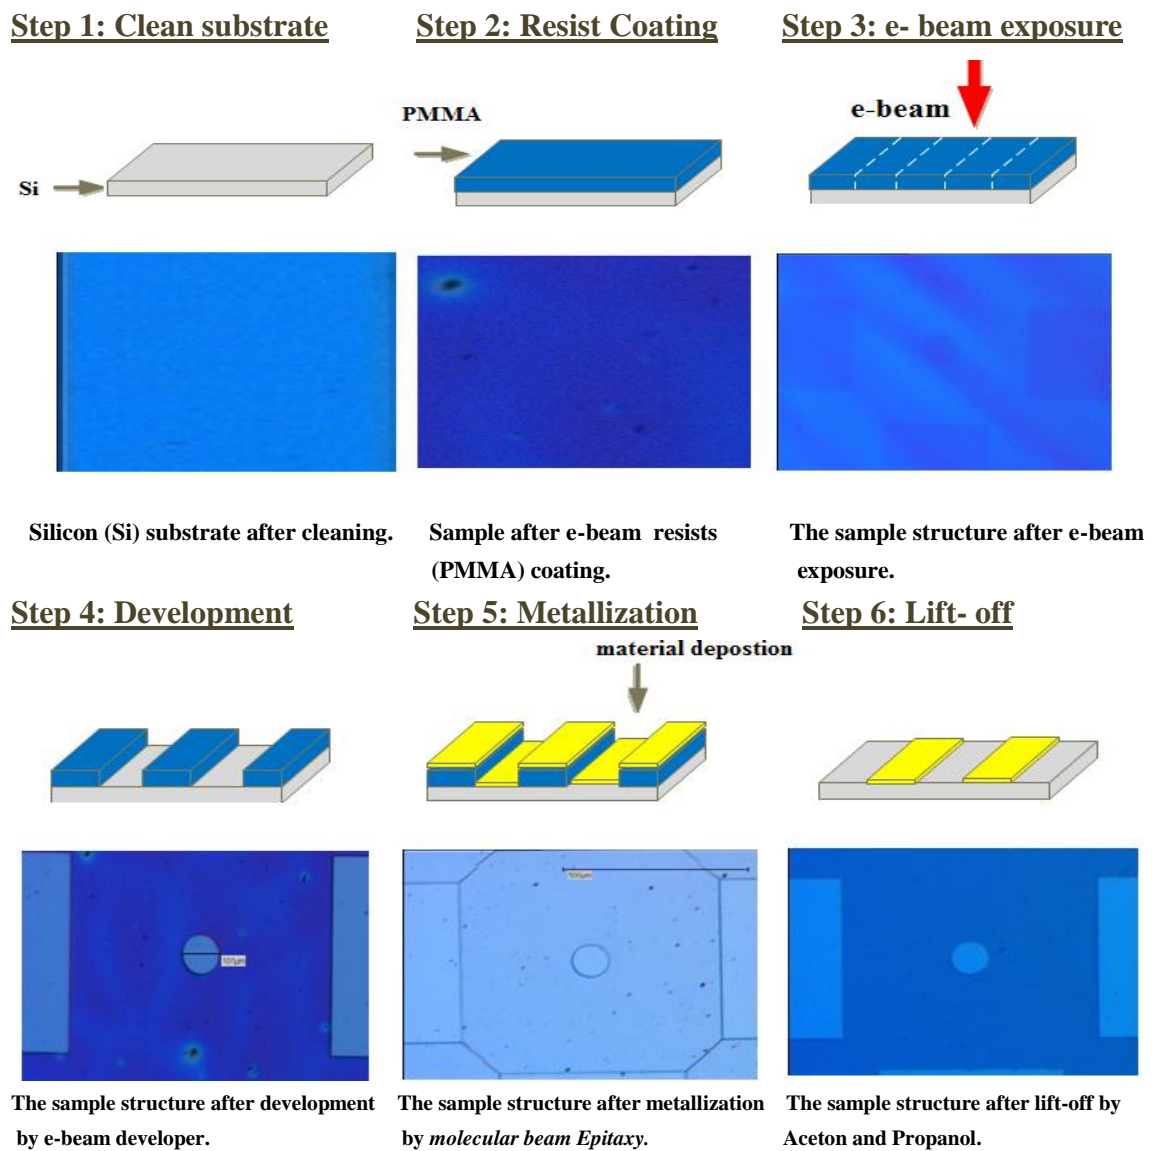 Step 1: Clean substrate
Step 2: Resist Coating
Step 3: e- beam exposure
PMMA
e-beam
Si
Silicon (Si) substrate after cleaning.
Sample after e-beam resists
(PMMA) coating.
The sample structure after e-beam
exposure.
Step 4: Development
Step 5: Metallization
Step 6: Lift- off
material depostion
101µm
500µm
The sample structure after development
by e-beam developer.
The sample structure after metallization
by molecular beam Epitaxy.
The sample structure after lift-off by
Aceton and Propanol.